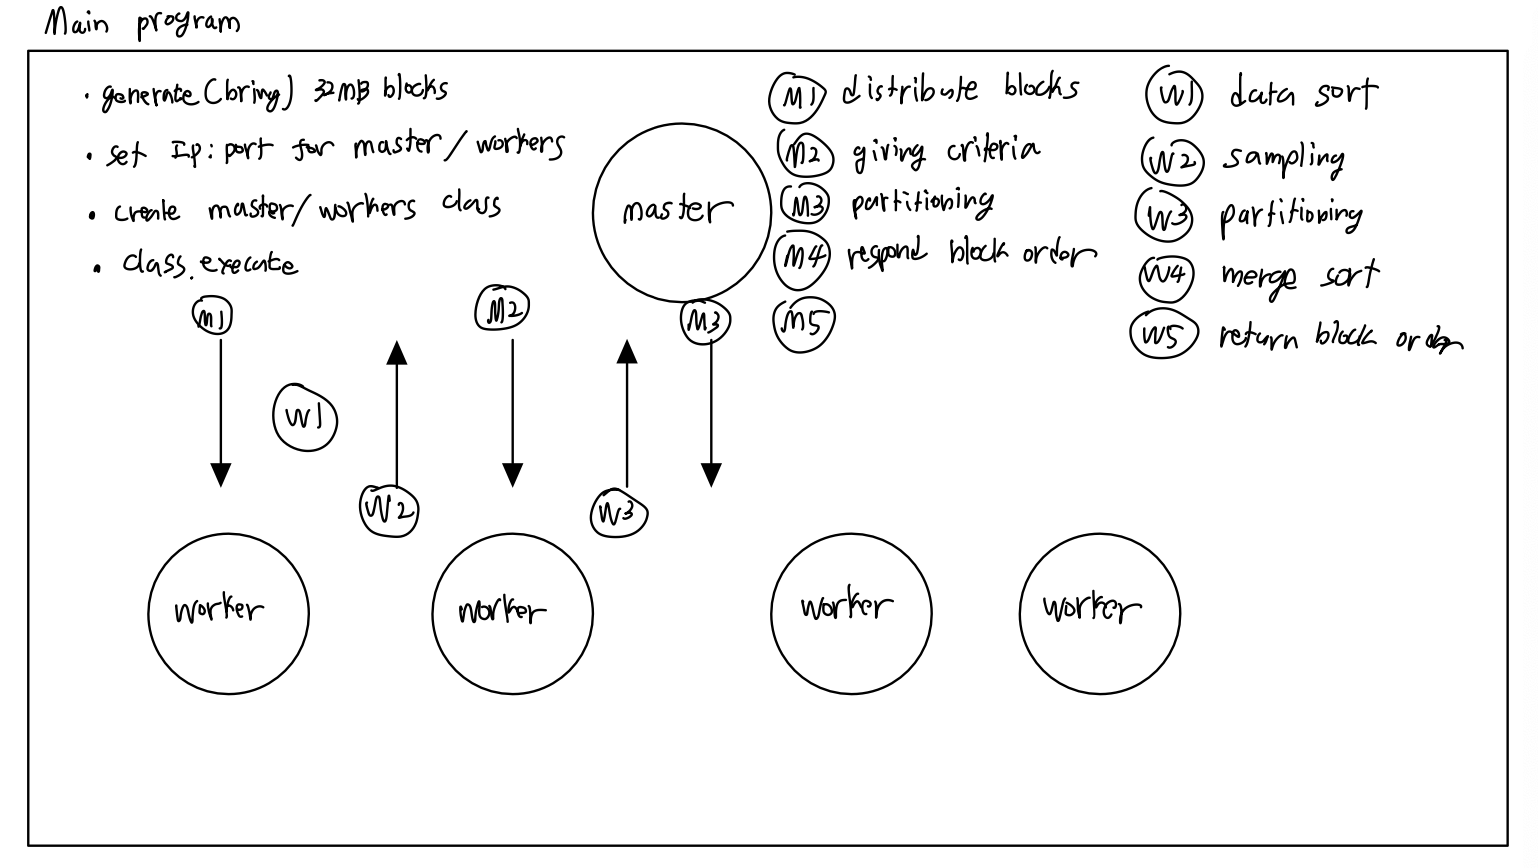 Main program
• generate (bring) 32MB blocks
• set Ip: port for master / workers
• create master/workers class
• class.execute
master
M1 distribute blocks
M2 giving criteria
M3 partitioning
M4 respond block order
M5
W1 data sort
W2 sampling
W3 partitioning
W4 merge sort
W5 return block order
M1
M2
M3
W1
W2
W3
worker
worker
worker
worker